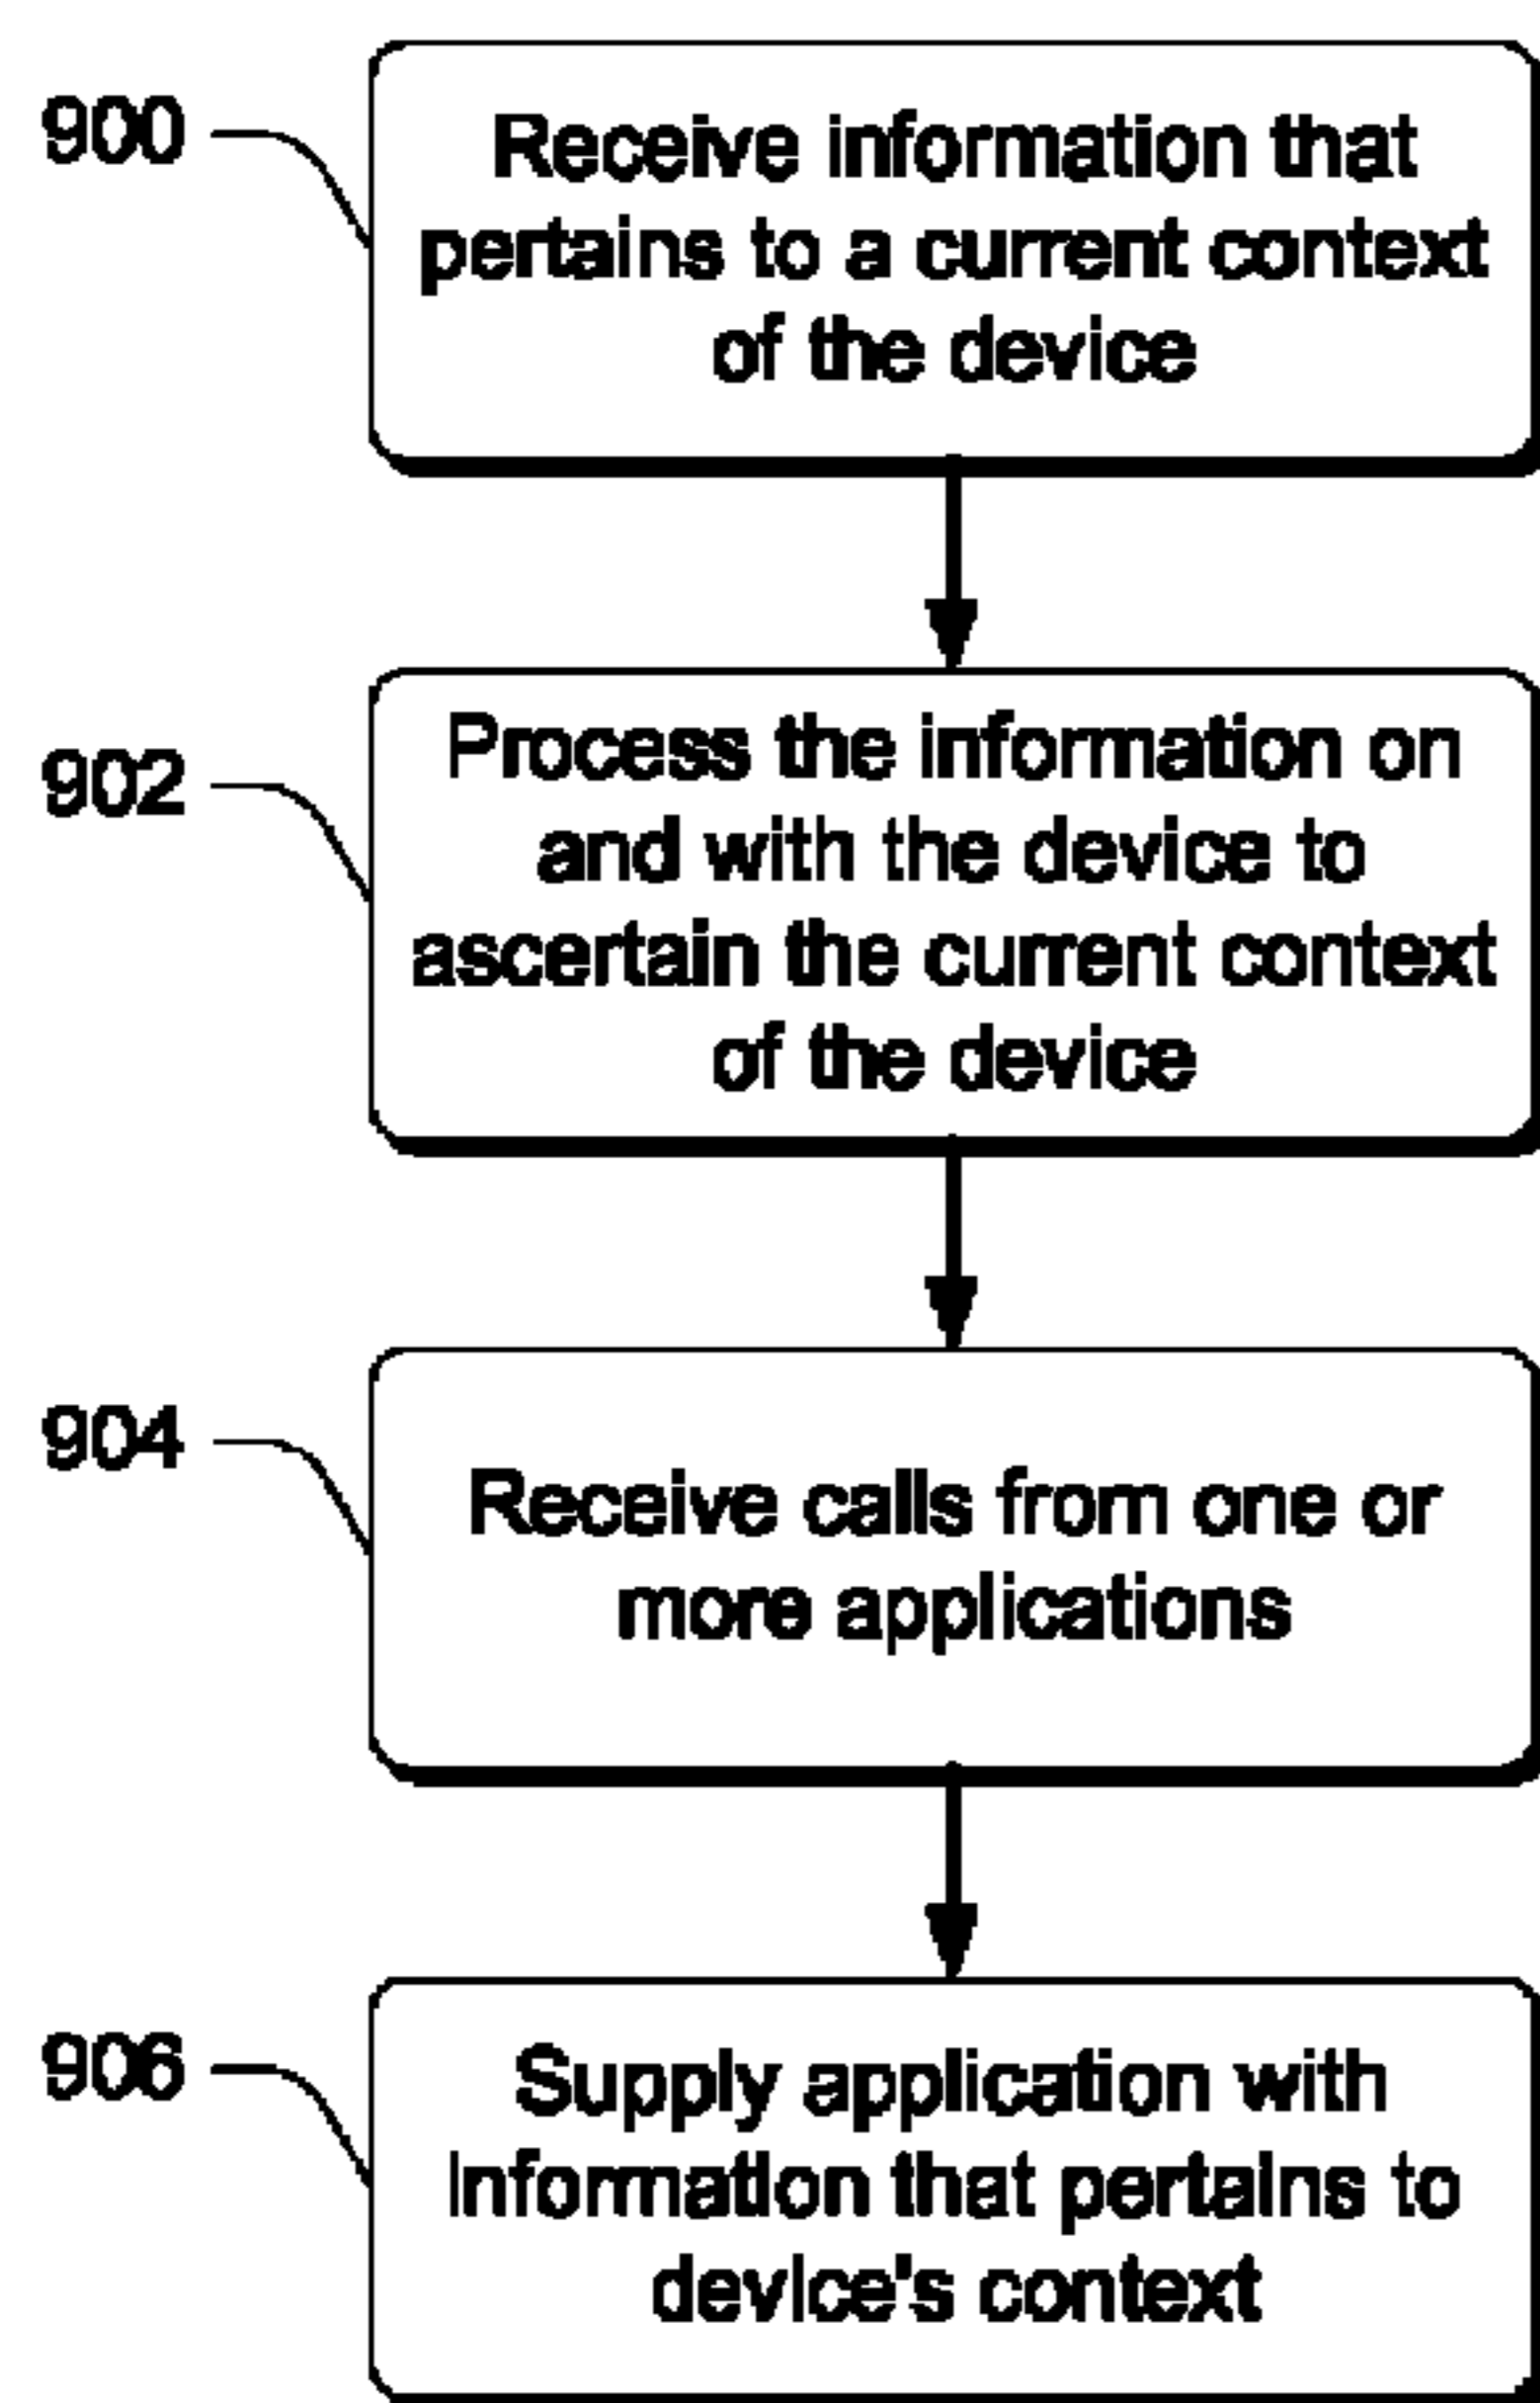 900
Receive information that
pertains to a current context
of the device
902
Process the information on
and with the device to
ascertain the current context
of the device
904
Receive calls from one or
more applications
906
Supply application with
information that pertains to
device's context